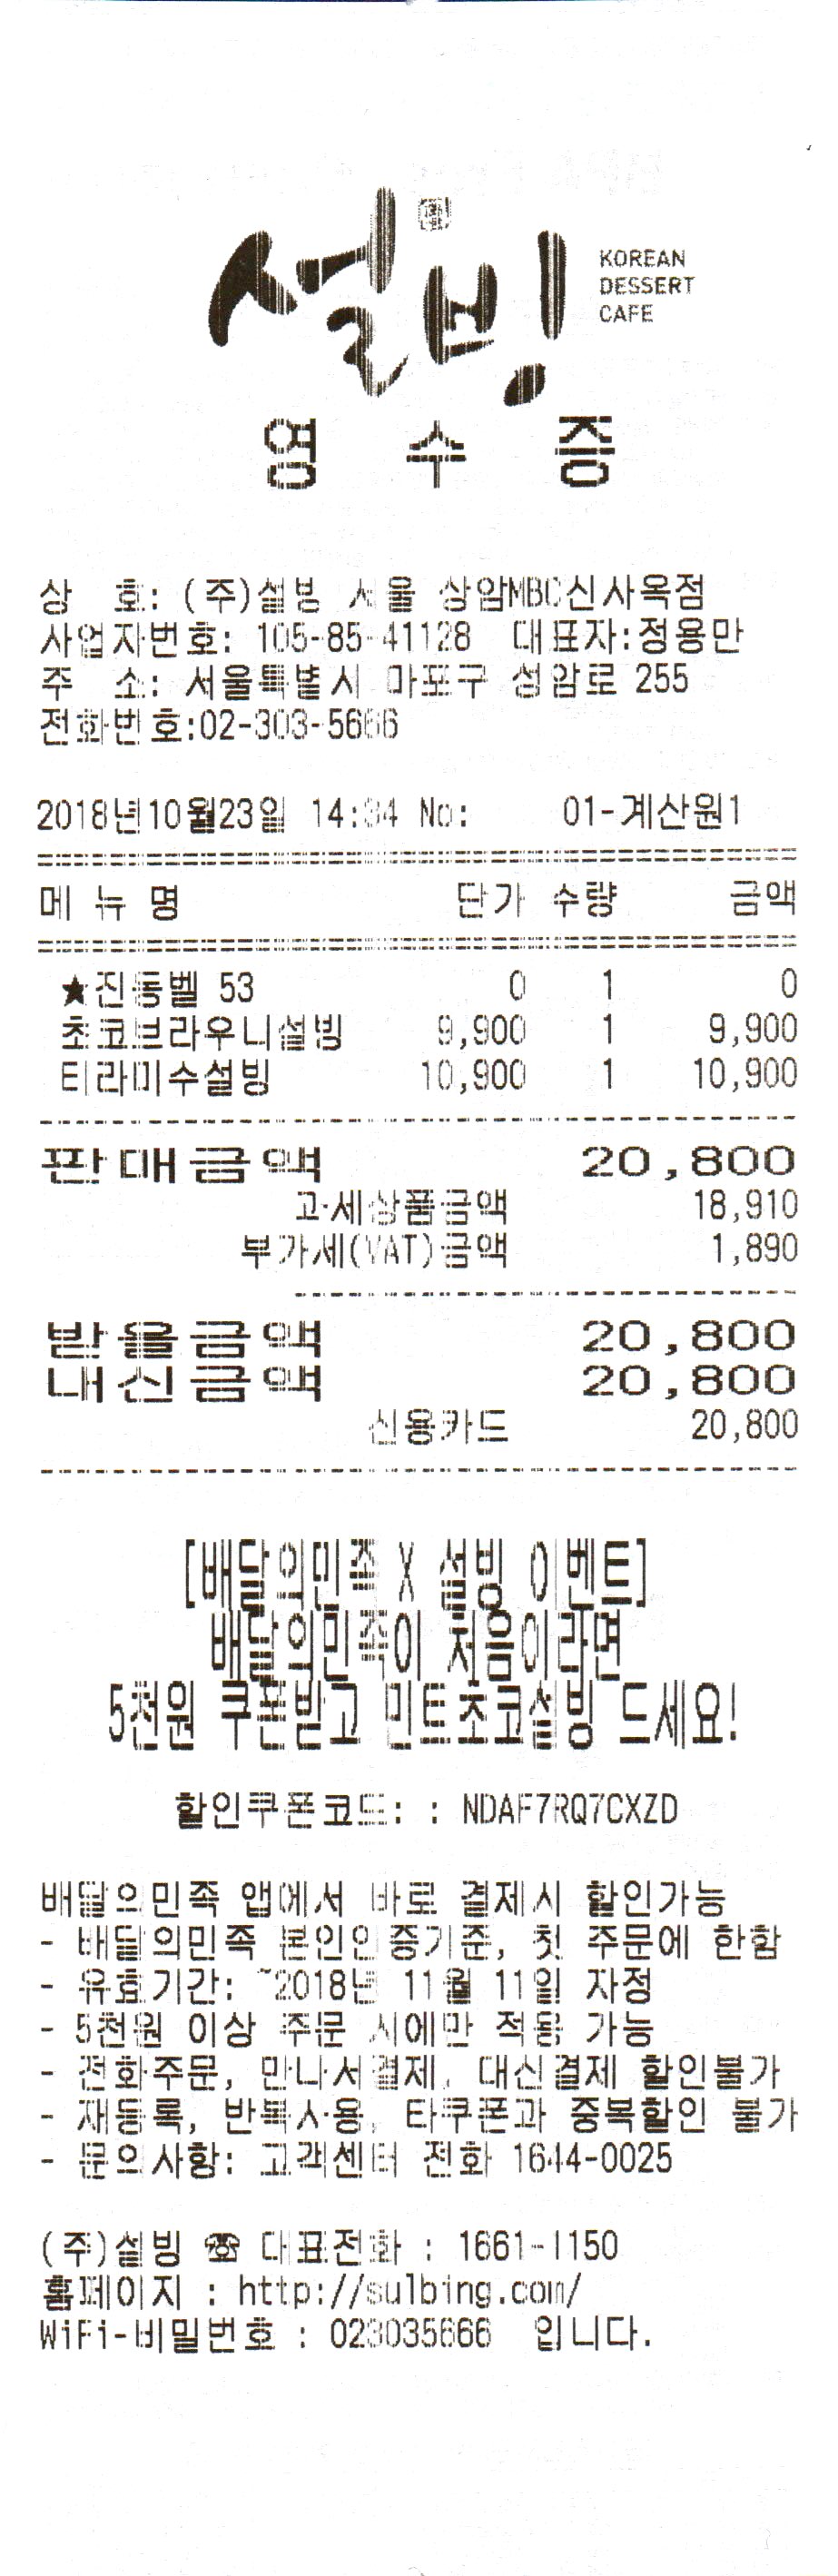 설빙
KOREAN
DESSERT
CAFE
영 수 증
상 호: (주)설빙 서울 상암MBC신사옥점
사업자번호: 105-85-41128 대표자:정용만
주 소: 서울특별시 마포구 성암로 255
전화번호:02-303-5666
2018년10월23일 14:34 No: 01-계산원1
메 뉴 명 단가 수량 금액
★진동벨 53 0 1 0
초코브라우니설빙 9,900 1 9,900
티라미수설빙 10,900 1 10,900
판매금액 20,800
과세상품금액 18,910
부가세(VAT)금액 1,890
받을금액 20,800
내신금액 20,800
신용카드 20,800
[배달의민족 X 설빙 이벤트]
배달의민족이 처음이라면
5천원 쿠폰받고 민트초코설빙 드세요!
할인쿠폰코드: : NDAF7RQ7CXZD
배달의민족 앱에서 바로 결제시 할인가능
- 배달의민족 본인인증기준, 첫 주문에 한함
- 유효기간: ~2018년 11월 11일 자정
- 5천원 이상 주문 시에만 적용 가능
- 전화주문, 만나서결제, 대신결제 할인불가
- 재등록, 반복사용, 타쿠폰과 중복할인 불가
- 문의사항: 고객센터 전화 1644-0025
(주)설빙 ☏ 대표전화 : 1661-1150
홈페이지 : http://sulbing.com/
WiFi-비밀번호 : 023035666 입니다.